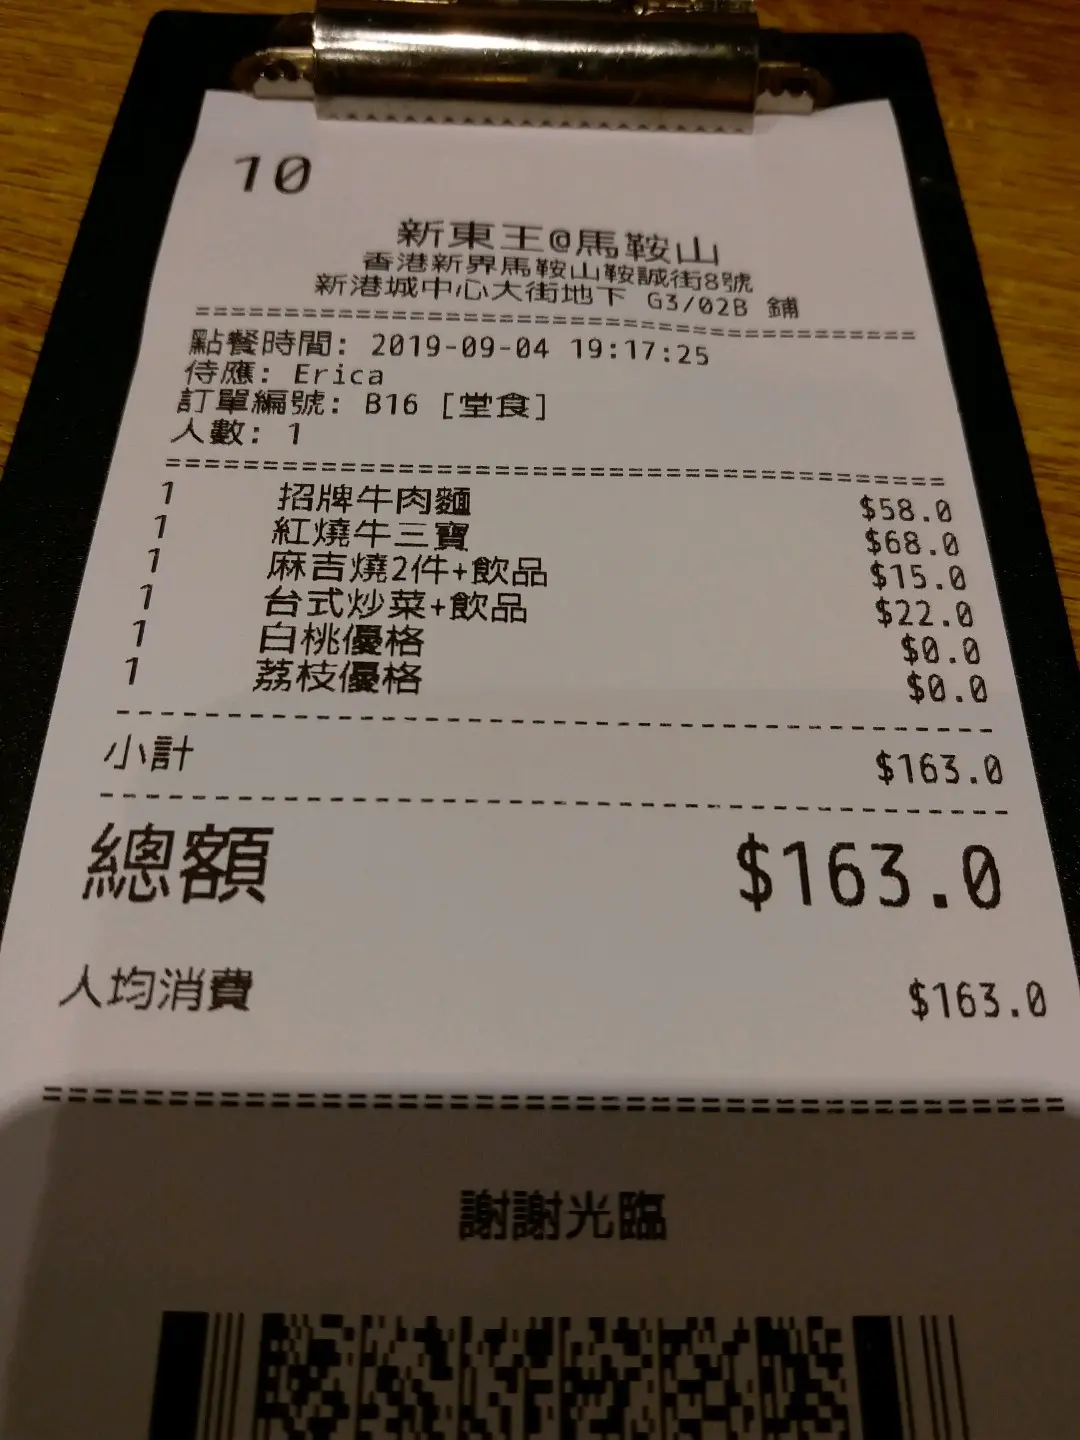 10
新東王@馬鞍山
香港新界馬鞍山鞍誠街8號
新港城中心大街地下 G3/02B 鋪
點餐時間: 2019-09-04 19:17:25
侍應: Erica
訂單編號: B16 [堂食]
人數: 1
1 招牌牛肉麵 $58.0
1 紅燒牛三寶 $68.0
1 麻吉燒2件+飲品 $15.0
1 台式炒菜+飲品 $22.0
1 白桃優格 $0.0
1 荔枝優格 $0.0
小計 $163.0
總額 $163.0
人均消費 $163.0
謝謝光臨